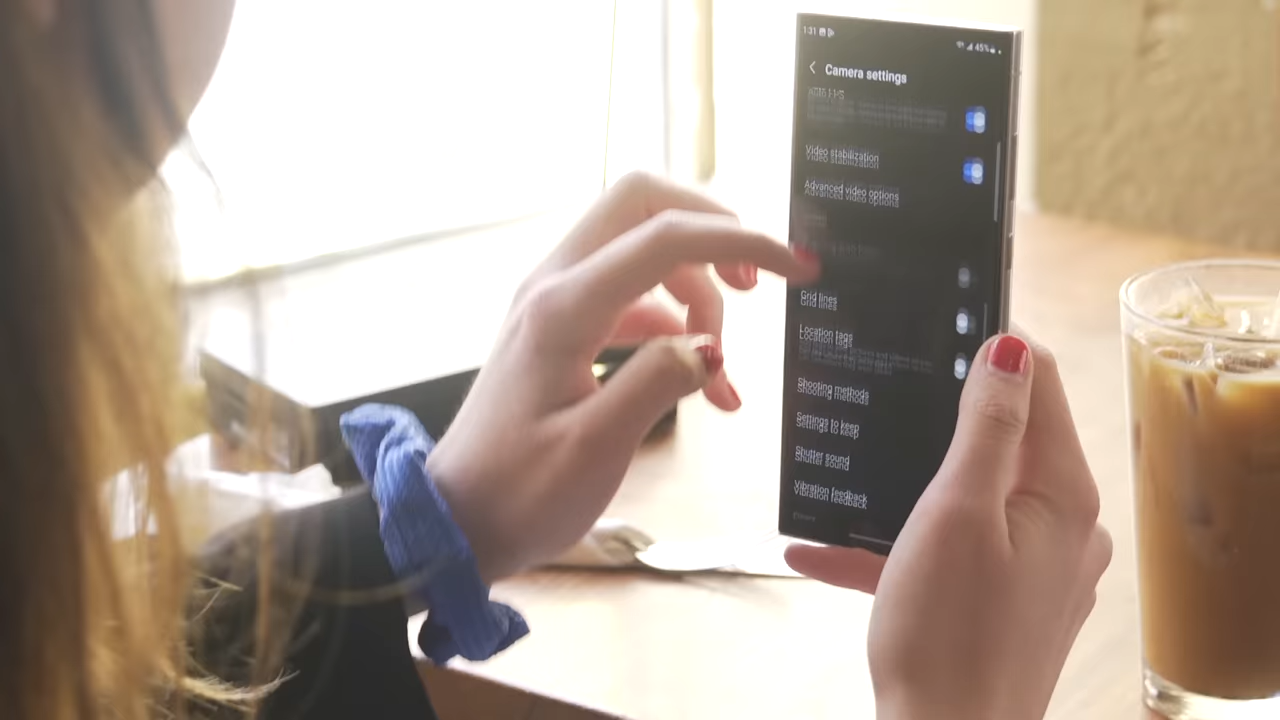 1:31
45%
Camera settings
Video stabilization
Advanced video options
Grid lines
Location tags
Shooting methods
Settings to keep
Shutter sound
Vibration feedback
Privacy